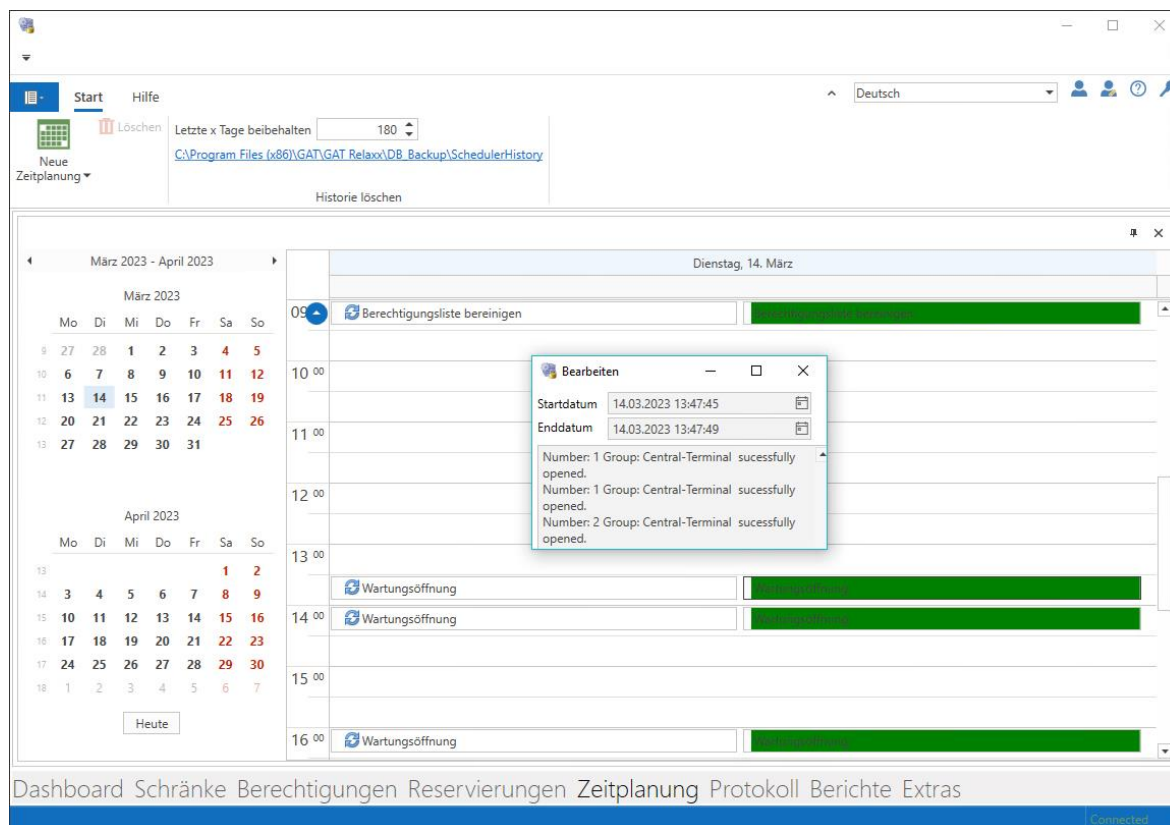 Start Hilfe
Deutsch
Löschen
Neue
Zeitplanung
Letzte x Tage beibehalten 180
C:\Program Files (x86)\GAT\GAT Relaxx\DB_Backup\SchedulerHistory
Historie löschen
März 2023 - April 2023
März 2023
Mo Di Mi Do Fr Sa So
9 27 28 1 2 3 4 5
10 6 7 8 9 10 11 12
11 13 14 15 16 17 18 19
12 20 21 22 23 24 25 26
13 27 28 29 30 31
April 2023
Mo Di Mi Do Fr Sa So
13 1 2
14 3 4 5 6 7 8 9
15 10 11 12 13 14 15 16
16 17 18 19 20 21 22 23
17 24 25 26 27 28 29 30
18 1 2 3 4 5 6 7
Heute
Dienstag, 14. März
09
Berechtigungsliste bereinigen Berechtigungsliste bereinigen
10 00
11 00
12 00
13 00
Wartungsöffnung Wartungsöffnung
14 00 Wartungsöffnung Wartungsöffnung
15 00
16 00 Wartungsöffnung Wartungsöffnung
Bearbeiten
Startdatum 14.03.2023 13:47:45
Enddatum 14.03.2023 13:47:49
Number: 1 Group: Central-Terminal sucessfully
opened.
Number: 1 Group: Central-Terminal sucessfully
opened.
Number: 2 Group: Central-Terminal sucessfully
opened.
Dashboard Schränke Berechtigungen Reservierungen Zeitplanung Protokoll Berichte Extras
Connected